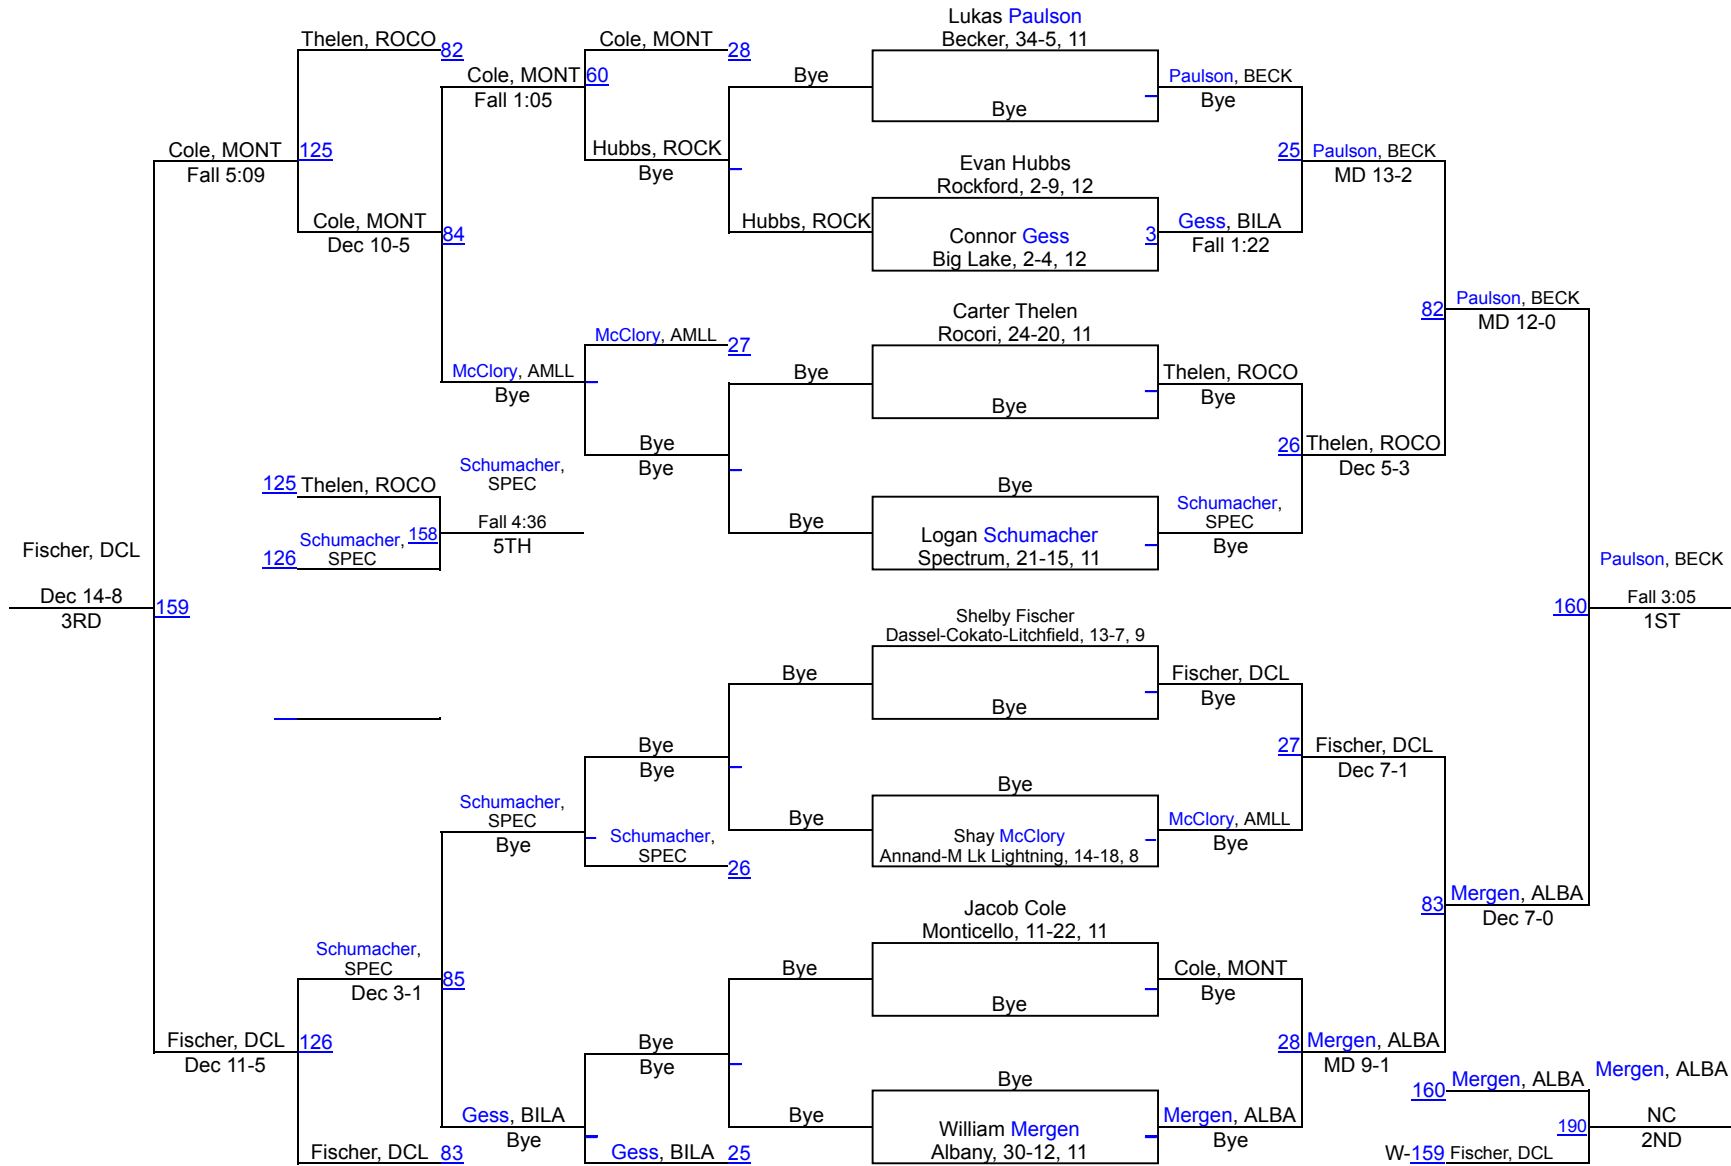 Lukas Paulson
Becker, 34-5, 11
Bye
Evan Hubbs
Rockford, 2-9, 12
Connor Gess 3
Big Lake, 2-4, 12
Carter Thelen
Rocori, 24-20, 11
Bye
Bye
Logan Schumacher
Spectrum, 21-15, 11
Shelby Fischer
Dassel-Cokato-Litchfield, 13-7, 9
Bye
Bye
Shay McClory
Annand-M Lk Lightning, 14-18, 8
Jacob Cole
Monticello, 11-22, 11
Bye
Bye
William Mergen
Albany, 30-12, 11
Paulson, BECK
Bye
Gess, BILA
Fall 1:22
Thelen, ROCO
Bye
Schumacher,
SPEC
Bye
Fischer, DCL
Bye
McClory, AMLL
Bye
Cole, MONT
Bye
Mergen, ALBA
Bye
25 Paulson, BECK
MD 13-2
26 Thelen, ROCO
Dec 5-3
27 Fischer, DCL
Dec 7-1
28 Mergen, ALBA
MD 9-1
82 Paulson, BECK
MD 12-0
83 Mergen, ALBA
Dec 7-0
Paulson, BECK
160 Fall 3:05
1ST
160 Mergen, ALBA
Mergen, ALBA
190 NC
2ND
W-159 Fischer, DCL
Bye
Hubbs, ROCK
Bye
Bye
Bye
Bye
Bye
Bye
Cole, MONT 28
Hubbs, ROCK
Bye
McClory, AMLL 27
Bye
Bye
Bye
Bye
Schumacher,
SPEC
26
Bye
Bye
Gess, BILA 25
Cole, MONT 60
Fall 1:05
McClory, AMLL
Bye
Schumacher,
SPEC
Bye
Gess, BILA
Bye
Thelen, ROCO 82
Cole, MONT 84
Dec 10-5
Schumacher,
SPEC
85
Dec 3-1
Fischer, DCL 83
125 Thelen, ROCO
Schumacher, 158
126 SPEC
Schumacher,
SPEC
Fall 4:36
5TH
Cole, MONT 125
Fall 5:09
Fischer, DCL 126
Dec 11-5
Fischer, DCL
Dec 14-8 159
3RD